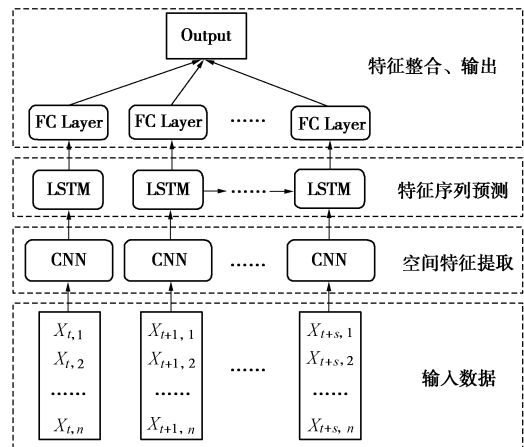 Output
特征整合、输出
FC Layer FC Layer …… FC Layer
LSTM LSTM …… LSTM 特征序列预测
CNN CNN …… CNN 空间特征提取
X_{t,1} X_{t+1,1} X_{t+s,1}
X_{t,2} X_{t+1,2} …… X_{t+s,2}
…… …… …… 输入数据
X_{t,n} X_{t+1,n} X_{t+s,n}